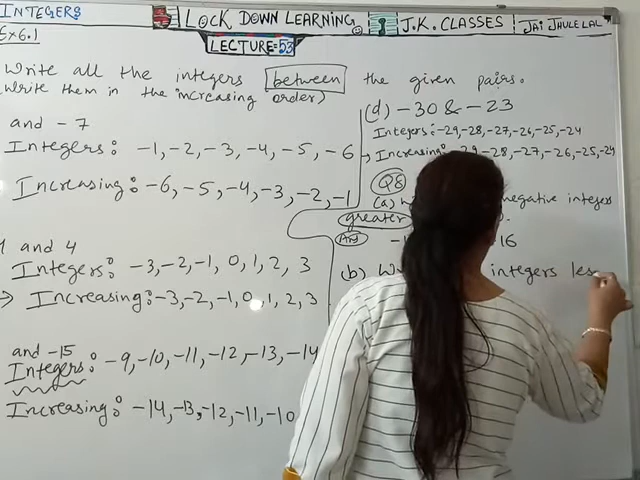 INTEGERS
LOCK DOWN LEARNING
J.K. CLASSES
JAI JHULE LAL
Ex 6.1
LECTURE=53
Write all the integers between the given pairs.
(Write them in the increasing order)
and -7
Integers: -1, -2, -3, -4, -5, -6
Increasing: -6, -5, -4, -3, -2, -1
and 4
Integers: -3, -2, -1, 0, 1, 2, 3
→ Increasing: -3, -2, -1, 0, 1, 2, 3
and -15
Integers: -9, -10, -11, -12, -13, -14
Increasing: -14, -13, -12, -11, -10
(d) -30 & -23
Integers: -29, -28, -27, -26, -25, -24
→ Increasing: -29, -28, -27, -26, -25, -24
Q8
(a) negative integers
greater
Ans 16
(b) integers les